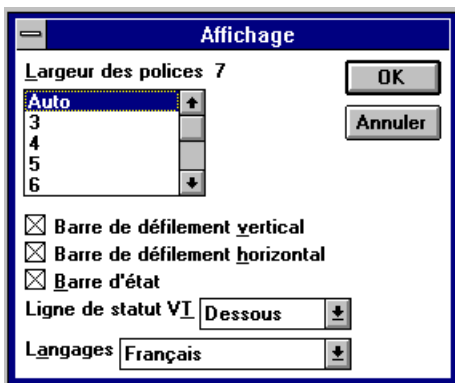 Affichage
Largeur des polices 7
OK
Auto
3
4
5
6
Annuler
Barre de défilement vertical
Barre de défilement horizontal
Barre d'état
Ligne de statut VT Dessous
Langages Français